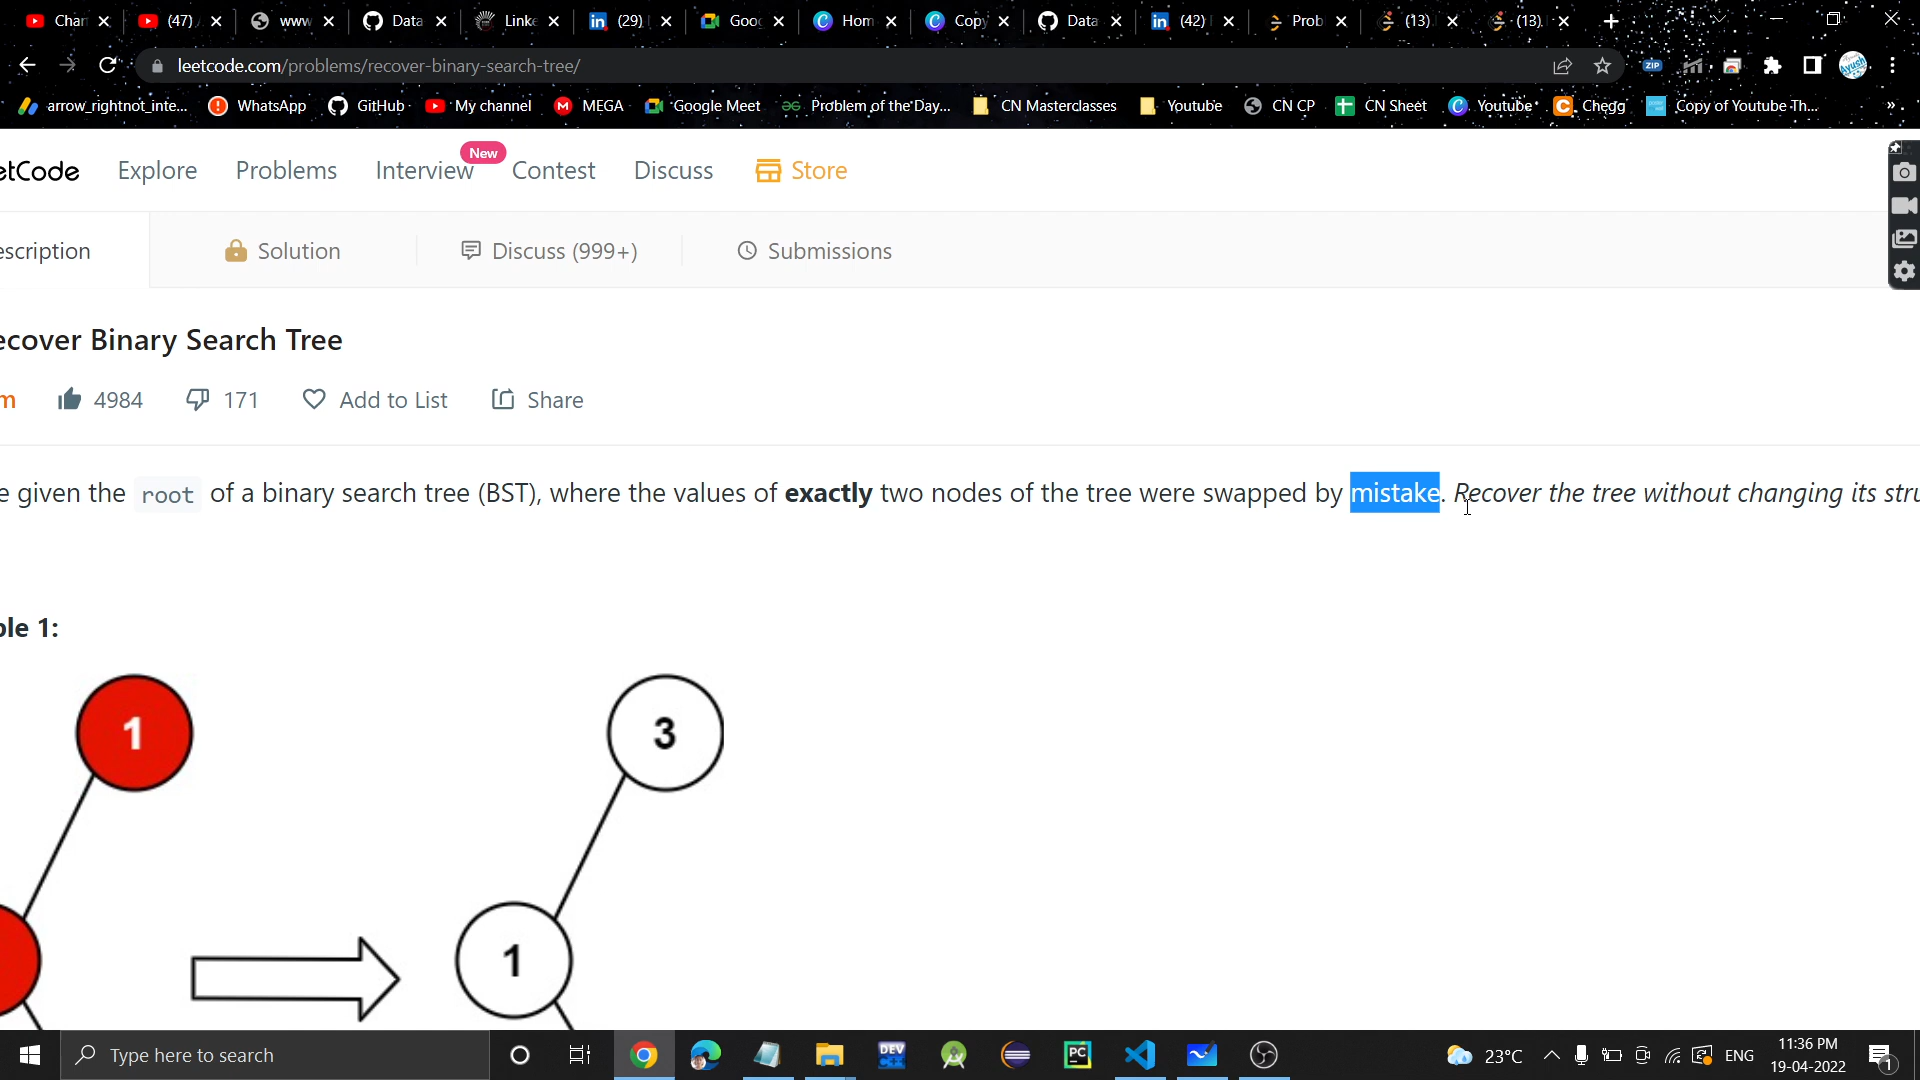 Char (47) www Data Linke (29) Goo Hom Copy Data (42) Prob (13) (13)
leetcode.com/problems/recover-binary-search-tree/
ZIP
arrow_rightnot_inte... WhatsApp GitHub My channel MEGA Google Meet Problem of the Day... CN Masterclasses Youtube CN CP CN Sheet Youtube Chegg Copy of Youtube Th... »
etCode Explore Problems Interview New Contest Discuss Store
escription Solution Discuss (999+) Submissions
ecover Binary Search Tree
m 4984 171 Add to List Share
e given the root of a binary search tree (BST), where the values of exactly two nodes of the tree were swapped by mistake. Recover the tree without changing its stru
ple 1:
1 3
1
Type here to search DEV C++ PC 23°C ENG 11:36 PM
19-04-2022 1